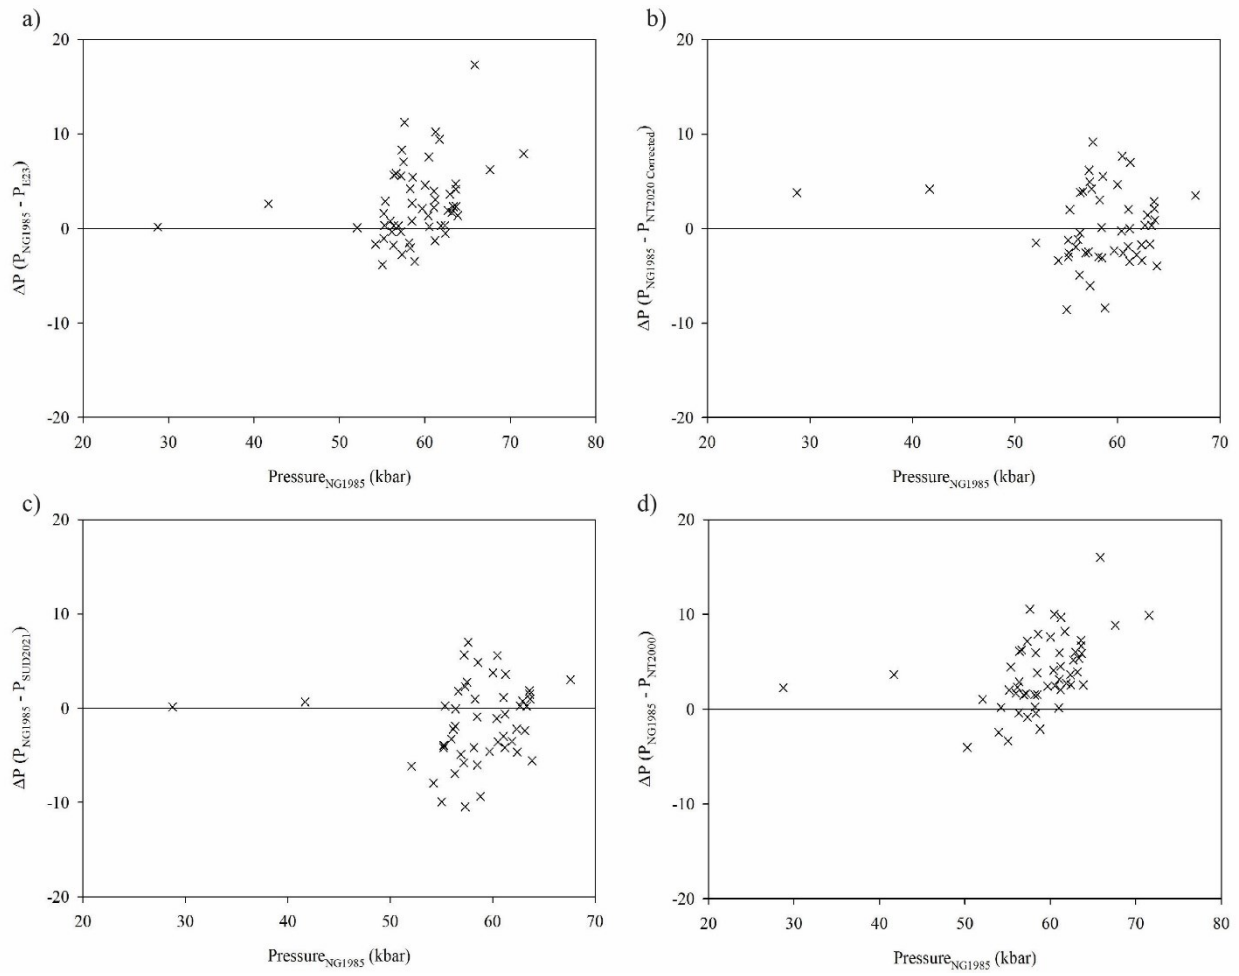 a)
20
10
0
-10
-20
20 30 40 50 60 70 80
ΔP (P_NG1985 - P_E23)
Pressure_NG1985 (kbar)
b)
20
10
0
-10
-20
20 30 40 50 60 70
ΔP (P_NG1985 - P_NT2020 Corrected)
Pressure_NG1985 (kbar)
c)
20
10
0
-10
-20
20 30 40 50 60 70
ΔP (P_NG1985 - P_SUD2021)
Pressure_NG1985 (kbar)
d)
20
10
0
-10
-20
20 30 40 50 60 70 80
ΔP (P_NG1985 - P_NT2000)
Pressure_NG1985 (kbar)